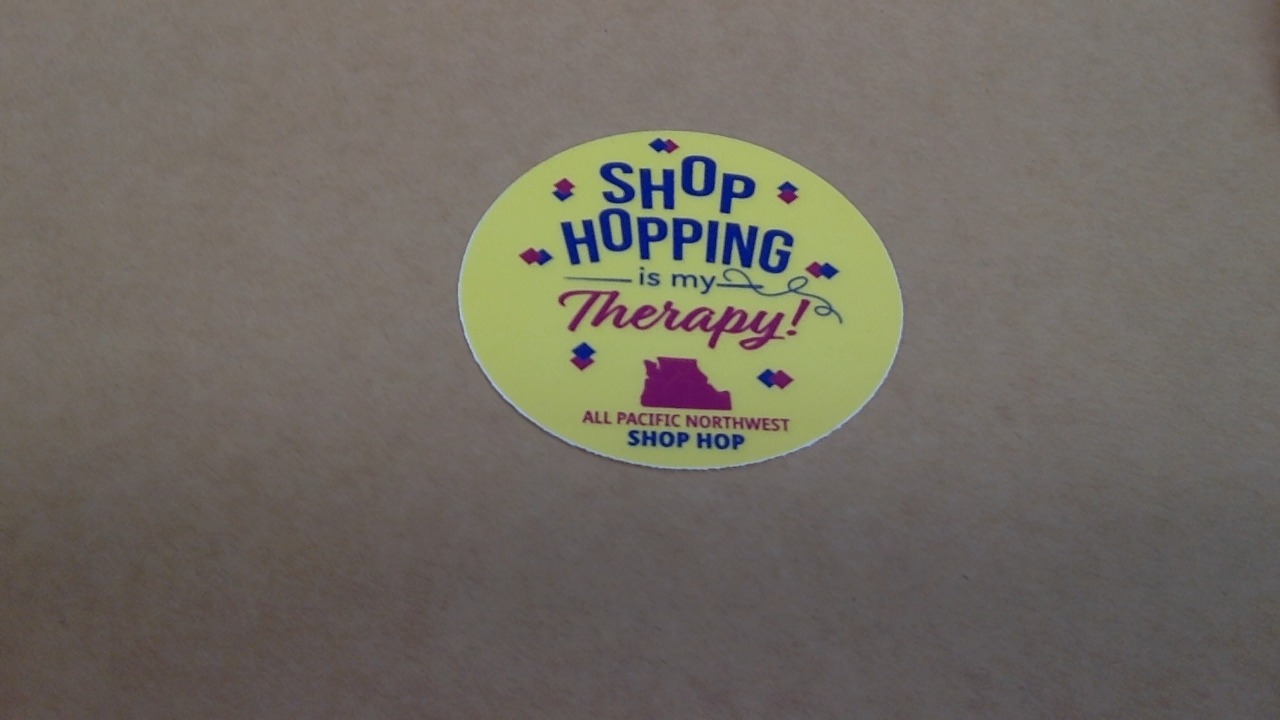 SHOP
HOPPING
is my
Therapy!
ALL PACIFIC NORTHWEST
SHOP HOP